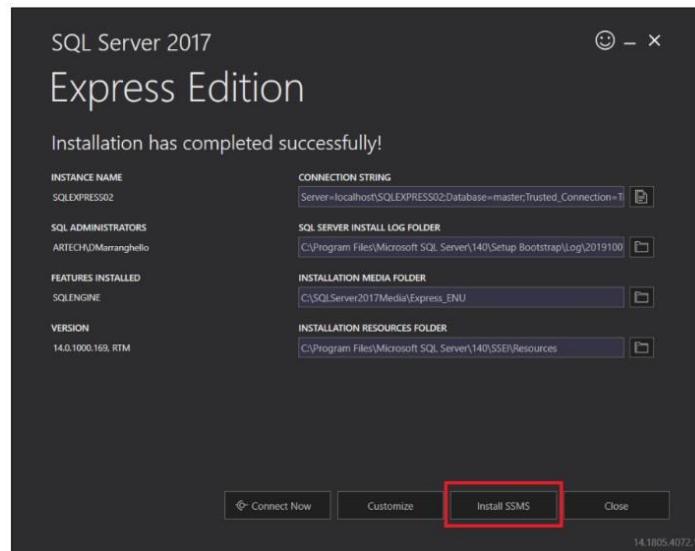 SQL Server 2017
Express Edition
Installation has completed successfully!
INSTANCE NAME
SQLEXPRESS02
CONNECTION STRING
Server=localhost\SQLEXPRESS02;Database=master;Trusted_Connection=T
SQL ADMINISTRATORS
ARTECH\DMarranghello
SQL SERVER INSTALL LOG FOLDER
C:\Program Files\Microsoft SQL Server\140\Setup Bootstrap\Log\2019100
FEATURES INSTALLED
SQLENGINE
INSTALLATION MEDIA FOLDER
C:\SQLServer2017Media\Express_ENU
VERSION
14.0.1000.169, RTM
INSTALLATION RESOURCES FOLDER
C:\Program Files\Microsoft SQL Server\140\SSEI\Resources
Connect Now
Customize
Install SSMS
Close
14.1805.4072.